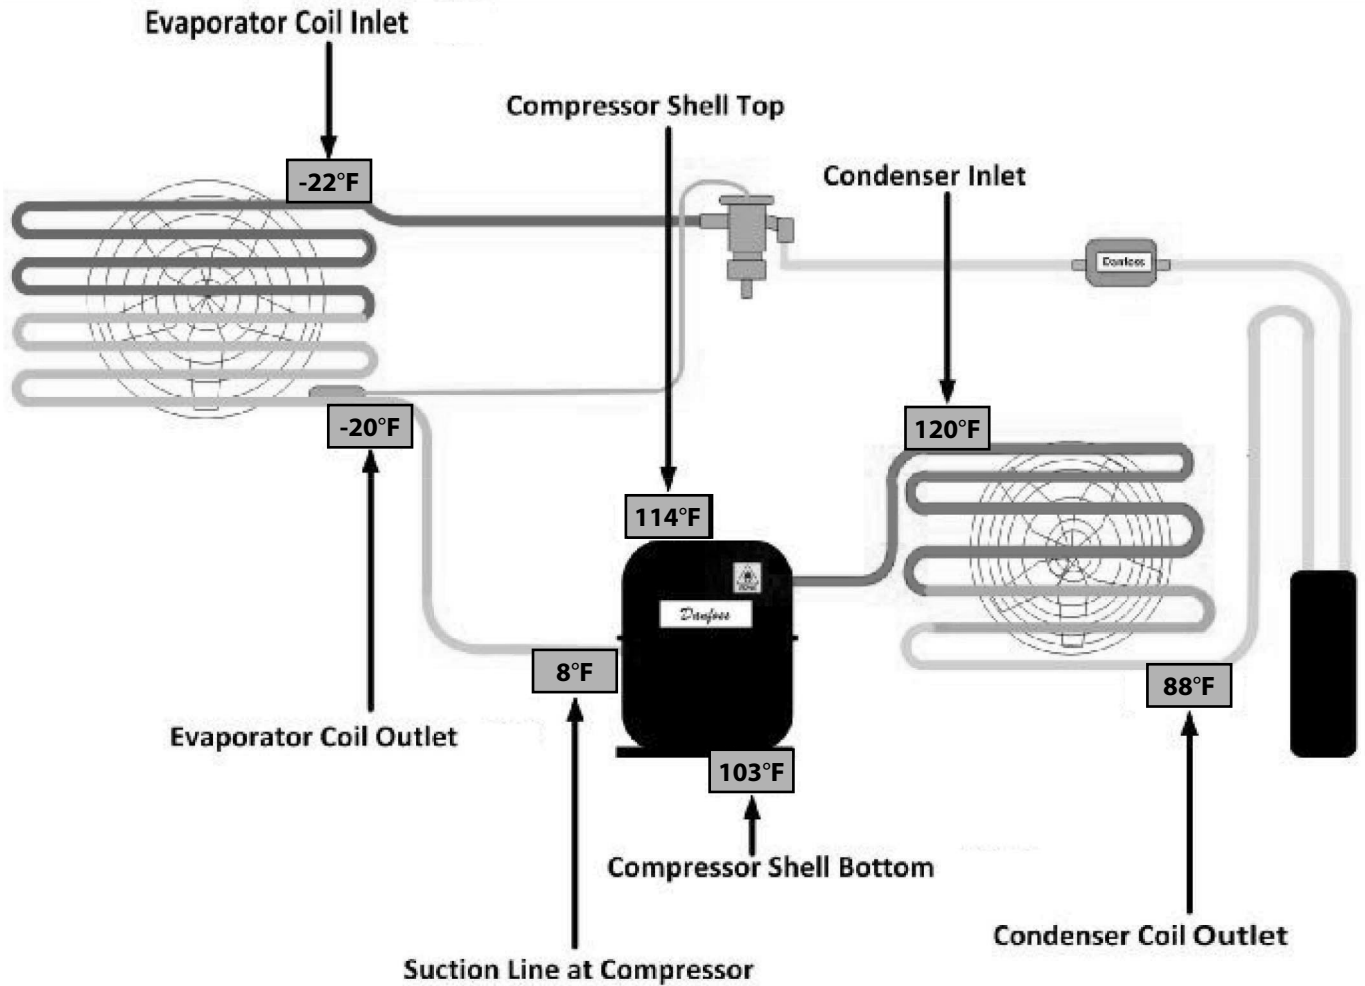 Evaporator Coil Inlet
Compressor Shell Top
-22°F
Condenser Inlet
Danfoss
-20°F
120°F
114°F
Danfoss
8°F
88°F
Evaporator Coil Outlet
103°F
Compressor Shell Bottom
Condenser Coil Outlet
Suction Line at Compressor